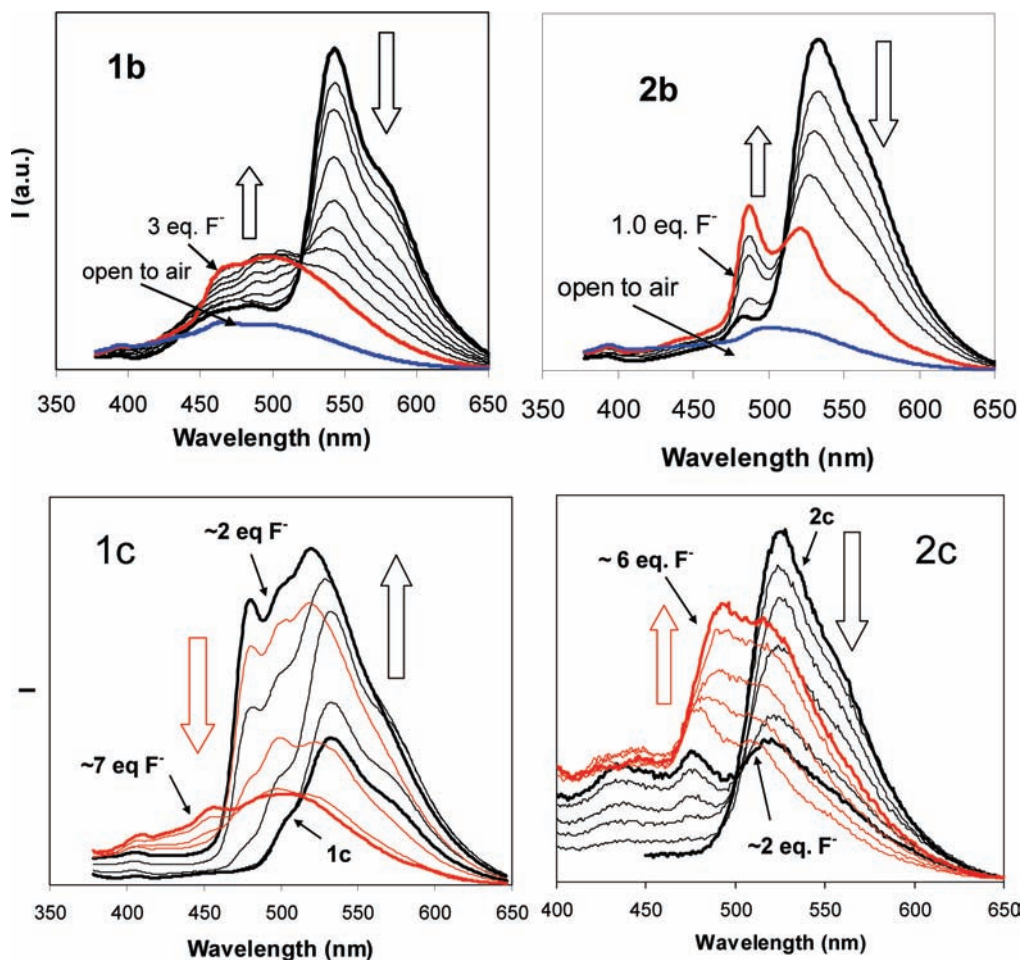 1b
I (a.u.)
3 eq. F⁻
open to air
350 400 450 500 550 600 650
Wavelength (nm)
2b
1.0 eq F⁻
open to air
350 400 450 500 550 600 650
Wavelength (nm)
1c
~2 eq F⁻
I
~7 eq F⁻
1c
350 400 450 500 550 600 650
Wavelength (nm)
2c
2c
~ 6 eq. F⁻
~2 eq. F⁻
400 450 500 550 600 650
Wavelength (nm)